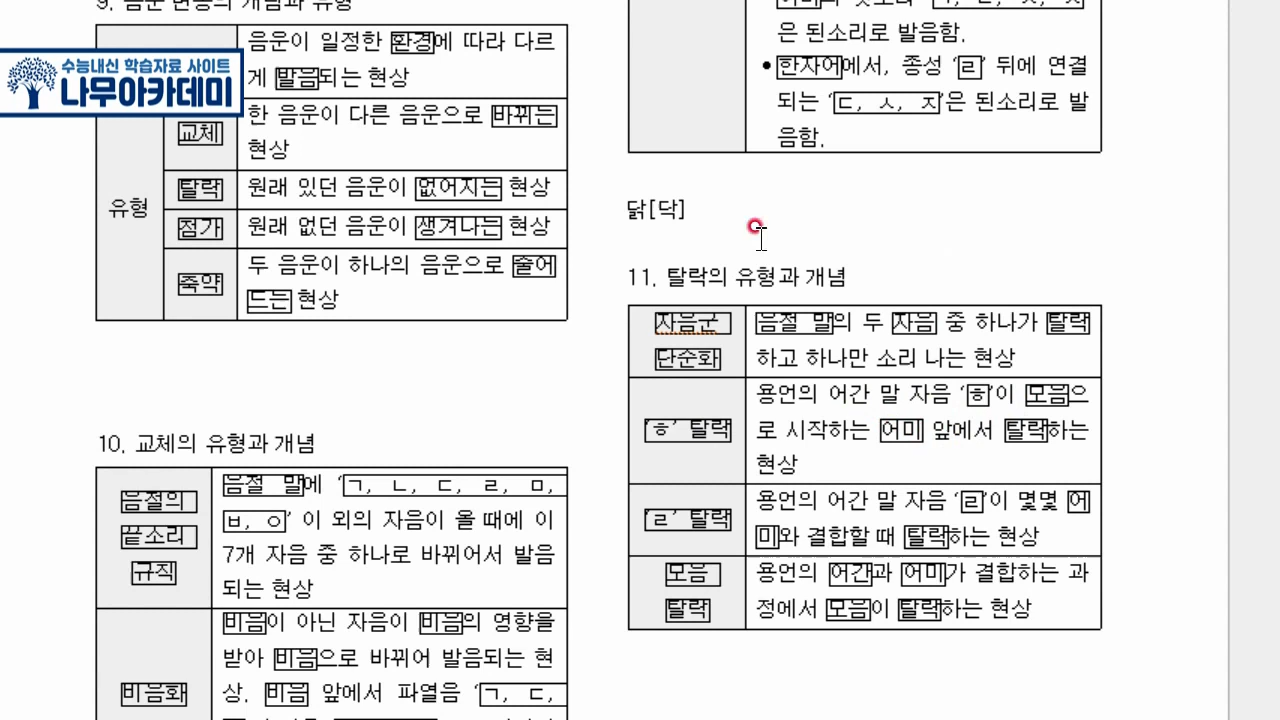 9. 음운 변동의 개념과 유형
수능내신 학습자료 사이트
나무아카데미
음운이 일정한 환경에 따라 다르
게 발음되는 현상
유형
교체
한 음운이 다른 음운으로 바뀌는
현상
탈락
원래 있던 음운이 없어지는 현상
첨가
원래 없던 음운이 생겨나는 현상
축약
두 음운이 하나의 음운으로 줄어
드는 현상
10. 교체의 유형과 개념
음절의
끝소리
규칙
음절 말에 ‘ㄱ, ㄴ, ㄷ, ㄹ, ㅁ,
ㅂ, ㅇ’ 이 외의 자음이 올 때에 이
7개 자음 중 하나로 바뀌어서 발음
되는 현상
비음화
비음이 아닌 자음이 비음의 영향을
받아 비음으로 바뀌어 발음되는 현
상. 비음 앞에서 파열음 ‘ㄱ, ㄷ,
은 된소리로 발음함.
•한자어에서, 종성 ‘ㄹ’ 뒤에 연결
되는 ‘ㄷ, ㅅ, ㅈ’은 된소리로 발
음함.
닭[닥]
11. 탈락의 유형과 개념
자음군
단순화
음절 말의 두 자음 중 하나가 탈락
하고 하나만 소리 나는 현상
‘ㅎ’ 탈락
용언의 어간 말 자음 ‘ㅎ’이 모음으
로 시작하는 어미 앞에서 탈락하는
현상
‘ㄹ’ 탈락
용언의 어간 말 자음 ‘ㄹ’이 몇몇 어
미와 결합할 때 탈락하는 현상
모음
탈락
용언의 어간과 어미가 결합하는 과
정에서 모음이 탈락하는 현상